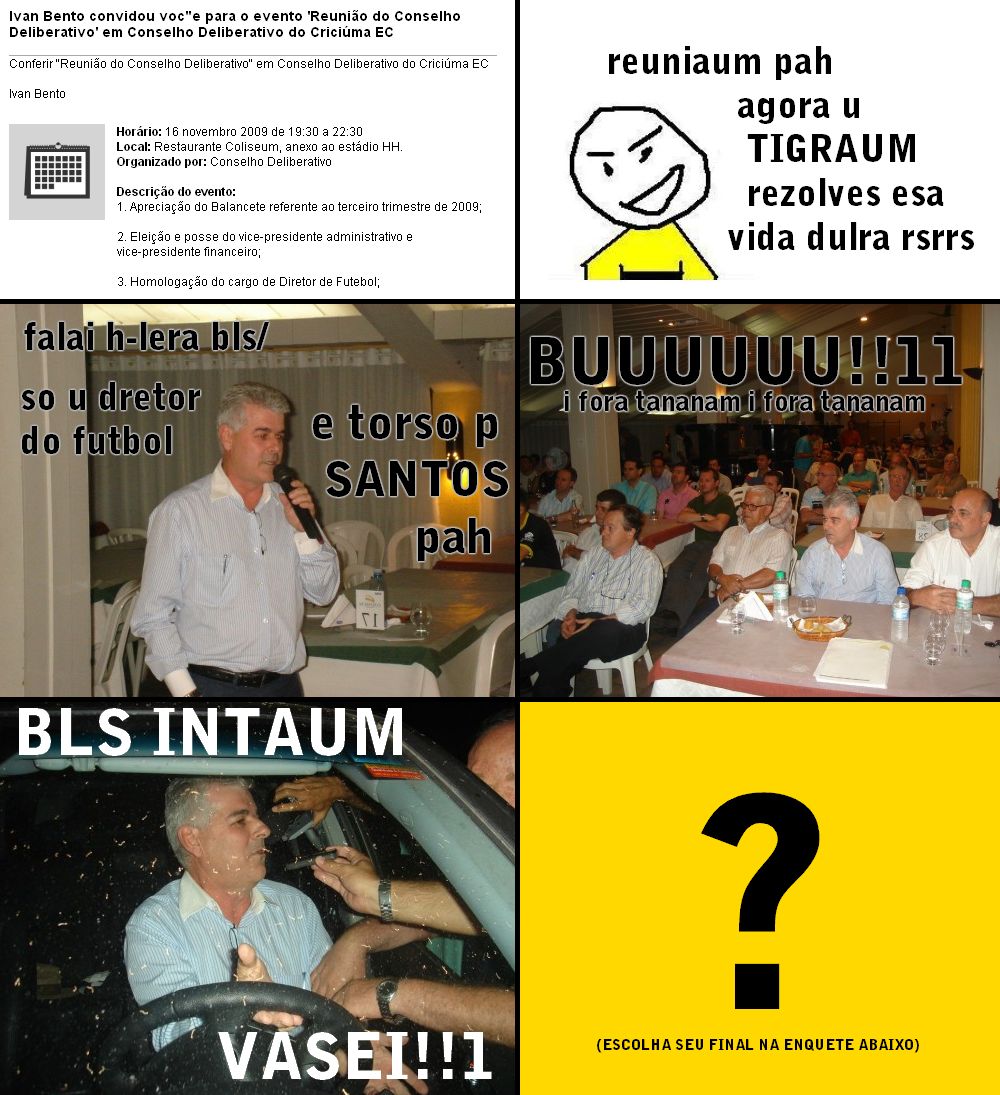 Ivan Bento convidou voc"e para o evento 'Reunião do Conselho
Deliberativo' em Conselho Deliberativo do Criciúma EC
Conferir "Reunião do Conselho Deliberativo" em Conselho Deliberativo do Criciúma EC
Ivan Bento
Horário: 16 novembro 2009 de 19:30 a 22:30
Local: Restaurante Coliseum, anexo ao estádio HH.
Organizado por: Conselho Deliberativo
Descrição do evento:
1. Apreciação do Balancete referente ao terceiro trimestre de 2009;
2. Eleição e posse do vice-presidente administrativo e
vice-presidente financeiro;
3. Homologação do cargo de Diretor de Futebol;
reuniaum pah
agora u
TIGRAUM
rezolves esa
vida dulra rsrrs
falai h-lera bls/
so u dretor
do futbol
e torso p
SANTOS
pah
17
BUUUUUU!!11
i fora tananam i fora tananam
BLS INTAUM
VASEI!!1
?
(ESCOLHA SEU FINAL NA ENQUETE ABAIXO)